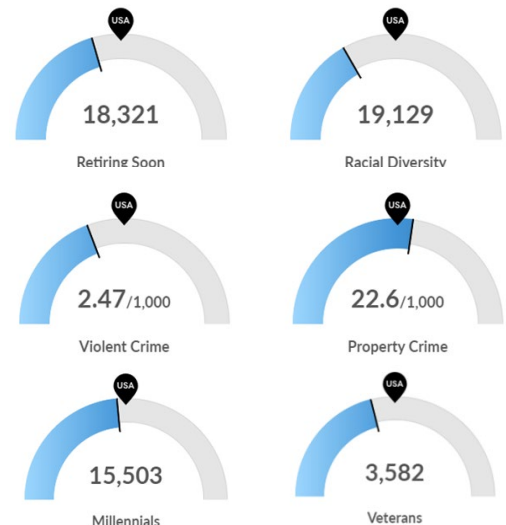 USA
USA
18,321
19,129
Retiring Soon
Racial Diversity
USA
USA
2.47/1,000
22.6/1,000
Violent Crime
Property Crime
USA
USA
15,503
3,582
Millennials
Veterans